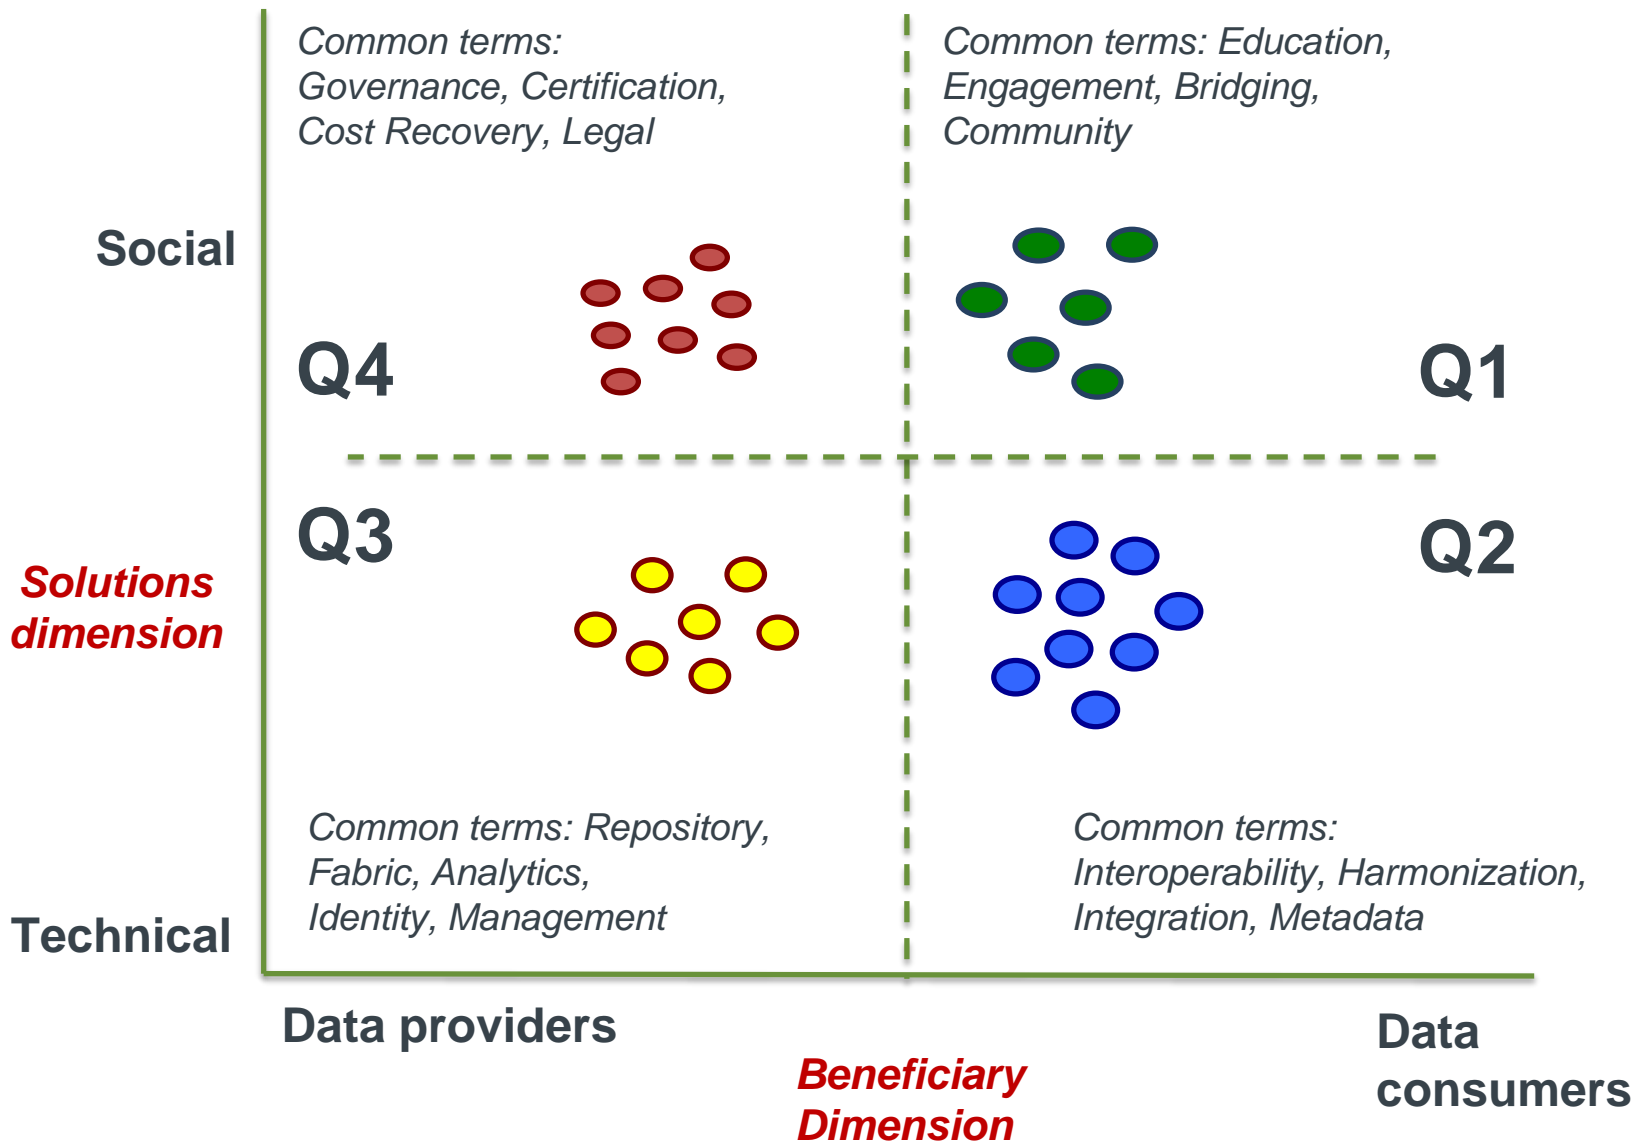 Common terms:
Governance, Certification,
Cost Recovery, Legal
Common terms: Education,
Engagement, Bridging,
Community
Social
Q4
Q1
Q3
Q2
Solutions
dimension
Common terms: Repository,
Fabric, Analytics,
Identity, Management
Common terms:
Interoperability, Harmonization,
Integration, Metadata
Technical
Data providers
Data
consumers
Beneficiary
Dimension